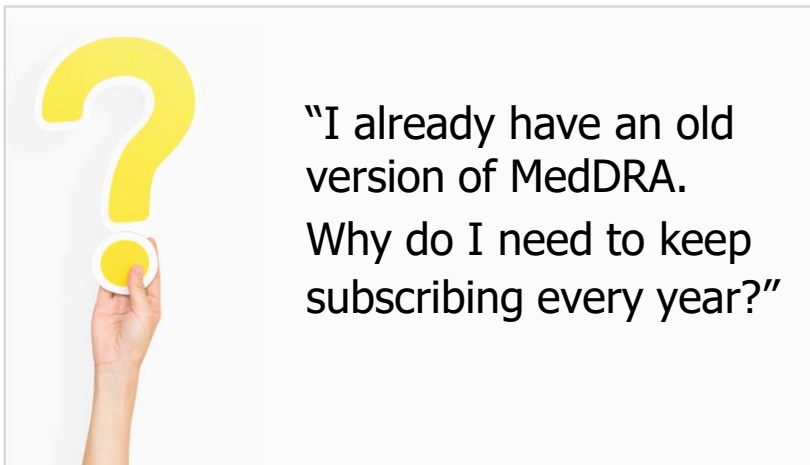 “I already have an old
version of MedDRA.
Why do I need to keep
subscribing every year?”